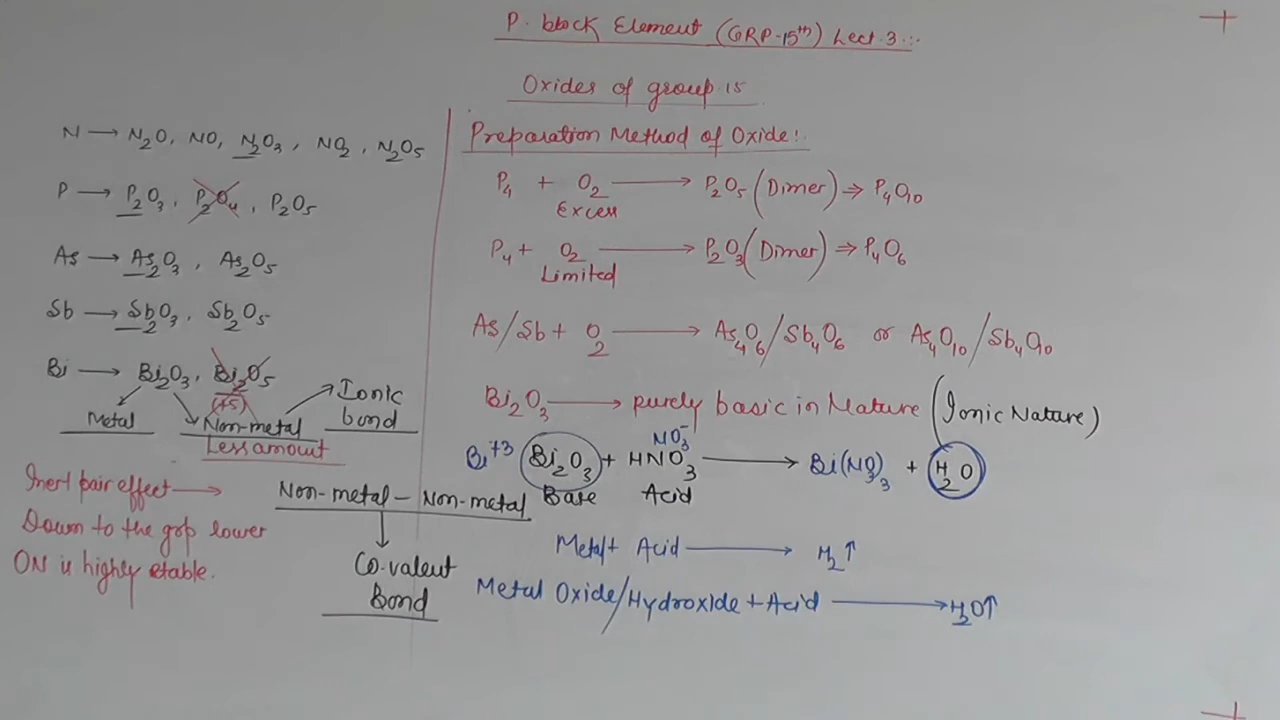 P. block Element (GRP-15th) Lect. 3.:-
Oxides of group.15
N → N2O, NO, N2O3, NO2, N2O5
P → P2O3, P2O4, P2O5
As → As2O3, As2O5
Sb → Sb2O3, Sb2O5
Bi → Bi2O3, Bi2O5
(+5)
Metal
Non-metal
Ionic
bond
Less amout
Inert pair effect →
Down to the grp lower
ON is highly stable.
Non-metal - Non-metal
Co-valent
Bond
Preparation Method of Oxide:-
P4 + O2 → P2O5 (Dimer) ⇒ P4O10
Excess
P4 + O2 → P2O3 (Dimer) ⇒ P4O6
Limited
As/Sb + O2 → As4O6/Sb4O6 or As4O10/Sb4O10
Bi2O3 → purely basic in Nature (Ionic Nature)
NO3-
Bi+3 Bi2O3 + HNO3 → Bi(NO3)3 + H2O
Base Acid
Metal + Acid → H2↑
Metal Oxide/Hydroxide + Acid → H2O↑